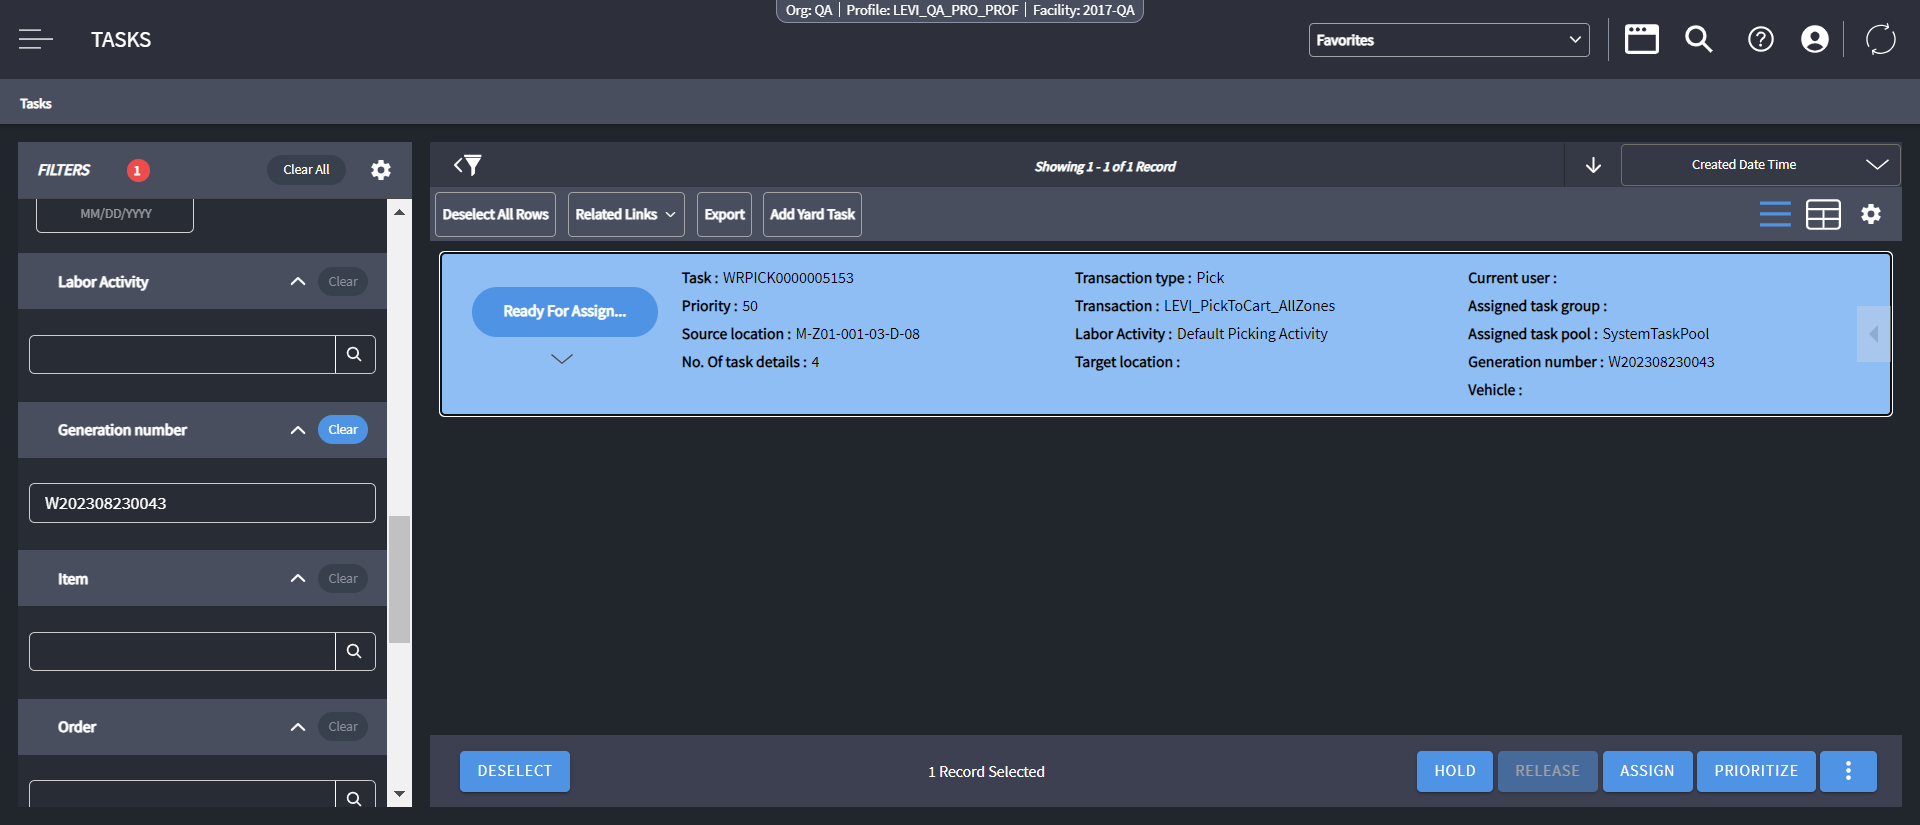 Org: QA | Profile: LEVI_QA_PRO_PROF | Facility: 2017-QA
TASKS
Favorites
Tasks
FILTERS
1
Clear All
MM/DD/YYYY
Labor Activity
Clear
Generation number
Clear
W202308230043
Item
Clear
Order
Clear
Showing 1 - 1 of 1 Record
Created Date Time
Deselect All Rows
Related Links
Export
Add Yard Task
Ready For Assign...
Task : WRPICK0000005153
Priority : 50
Source location : M-Z01-001-03-D-08
No. Of task details : 4
Transaction type : Pick
Transaction : LEVI_PickToCart_AllZones
Labor Activity : Default Picking Activity
Target location :
Current user :
Assigned task group :
Assigned task pool : SystemTaskPool
Generation number : W202308230043
Vehicle :
DESELECT
1 Record Selected
HOLD
RELEASE
ASSIGN
PRIORITIZE